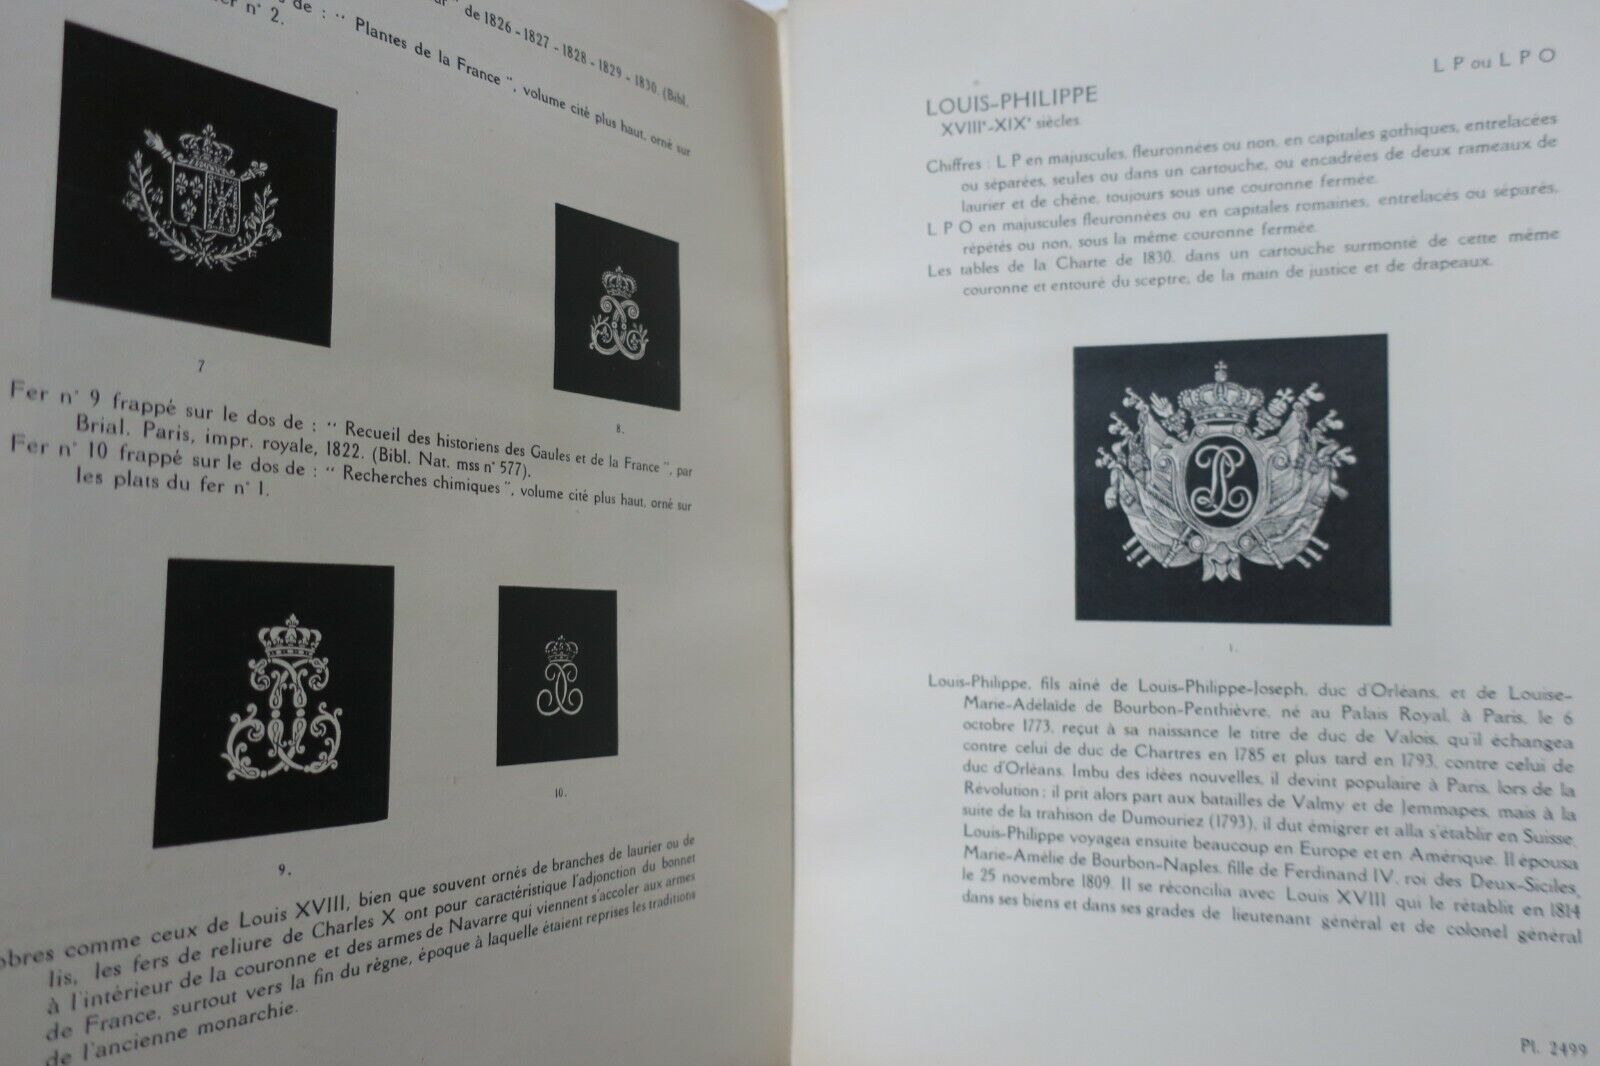 de 1826 - 1827 - 1828 - 1829 - 1830. (Bibl.
de : " Plantes de la France ", volume cité plus haut, orné sur
n° 2.
7
8.
Fer n° 9 frappé sur le dos de : " Recueil des historiens des Gaules et de la France ", par
Brial. Paris, impr. royale, 1822. (Bibl. Nat. mss n° 577).
Fer n° 10 frappé sur le dos de : " Recherches chimiques ", volume cité plus haut, orné sur
les plats du fer n° 1.
9.
10.
comme ceux de Louis XVIII, bien que souvent ornés de branches de laurier ou de
lis, les fers de reliure de Charles X ont pour caractéristique l'adjonction du bonnet
à l'intérieur de la couronne et des armes de Navarre qui viennent s'accoler aux armes
de France, surtout vers la fin du règne, époque à laquelle étaient reprises les traditions
de l'ancienne monarchie.
L P ou L P O
LOUIS-PHILIPPE
XVIIIe-XIXe siècles.
Chiffres : L P en majuscules, fleuronnées ou non, en capitales gothiques, entrelacées
ou séparées, seules ou dans un cartouche, ou encadrées de deux rameaux de
laurier et de chêne, toujours sous une couronne fermée.
L P O en majuscules fleuronnées ou en capitales romaines, entrelacés ou séparés,
répétés ou non, sous la même couronne fermée.
Les tables de la Charte de 1830, dans un cartouche surmonté de cette même
couronne et entouré du sceptre, de la main de justice et de drapeaux.
1.
Louis-Philippe, fils aîné de Louis-Philippe-Joseph, duc d'Orléans, et de Louise-
Marie-Adélaïde de Bourbon-Penthièvre, né au Palais Royal, à Paris, le 6
octobre 1773, reçut à sa naissance le titre de duc de Valois, qu'il échangea
contre celui de duc de Chartres en 1785 et plus tard en 1793, contre celui de
duc d'Orléans. Imbu des idées nouvelles, il devint populaire à Paris, lors de la
Révolution ; il prit alors part aux batailles de Valmy et de Jemmapes, mais à la
suite de la trahison de Dumouriez (1793), il dut émigrer et alla s'établir en Suisse.
Louis-Philippe voyagea ensuite beaucoup en Europe et en Amérique. Il épousa
Marie-Amélie de Bourbon-Naples, fille de Ferdinand IV, roi des Deux-Siciles,
le 25 novembre 1809. Il se réconcilia avec Louis XVIII qui le rétablit en 1814
dans ses biens et dans ses grades de lieutenant général et de colonel général
Pl. 2499